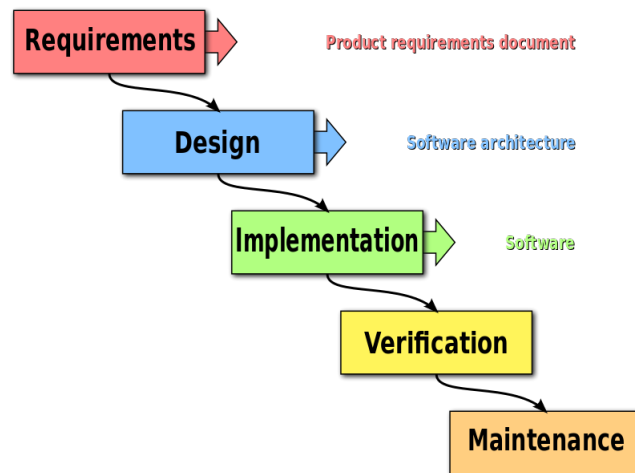 Requirements
Product requirements document
Design
Software architecture
Implementation
Software
Verification
Maintenance